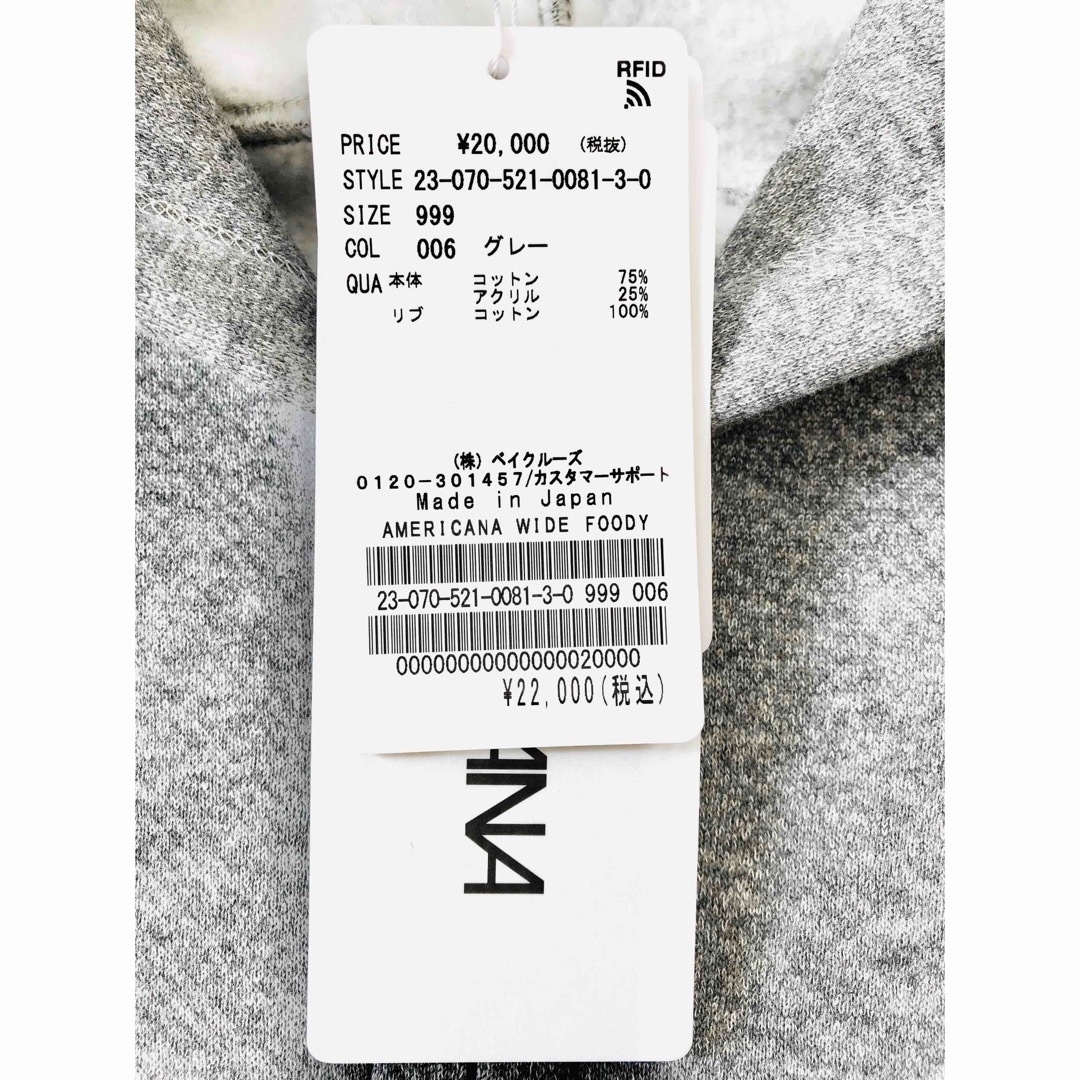 RFID
PRICE ¥20,000 (税抜)
STYLE 23-070-521-0081-3-0
SIZE 999
COL 006 グレー
QUA 本体 コットン 75%
アクリル 25%
リブ コットン 100%
(株) ベイクルーズ
0120-301457/カスタマーサポート
Made in Japan
AMERICANA WIDE FOODY
23-070-521-0081-3-0 999 006
00000000000000020000
¥22,000(税込)
ANA